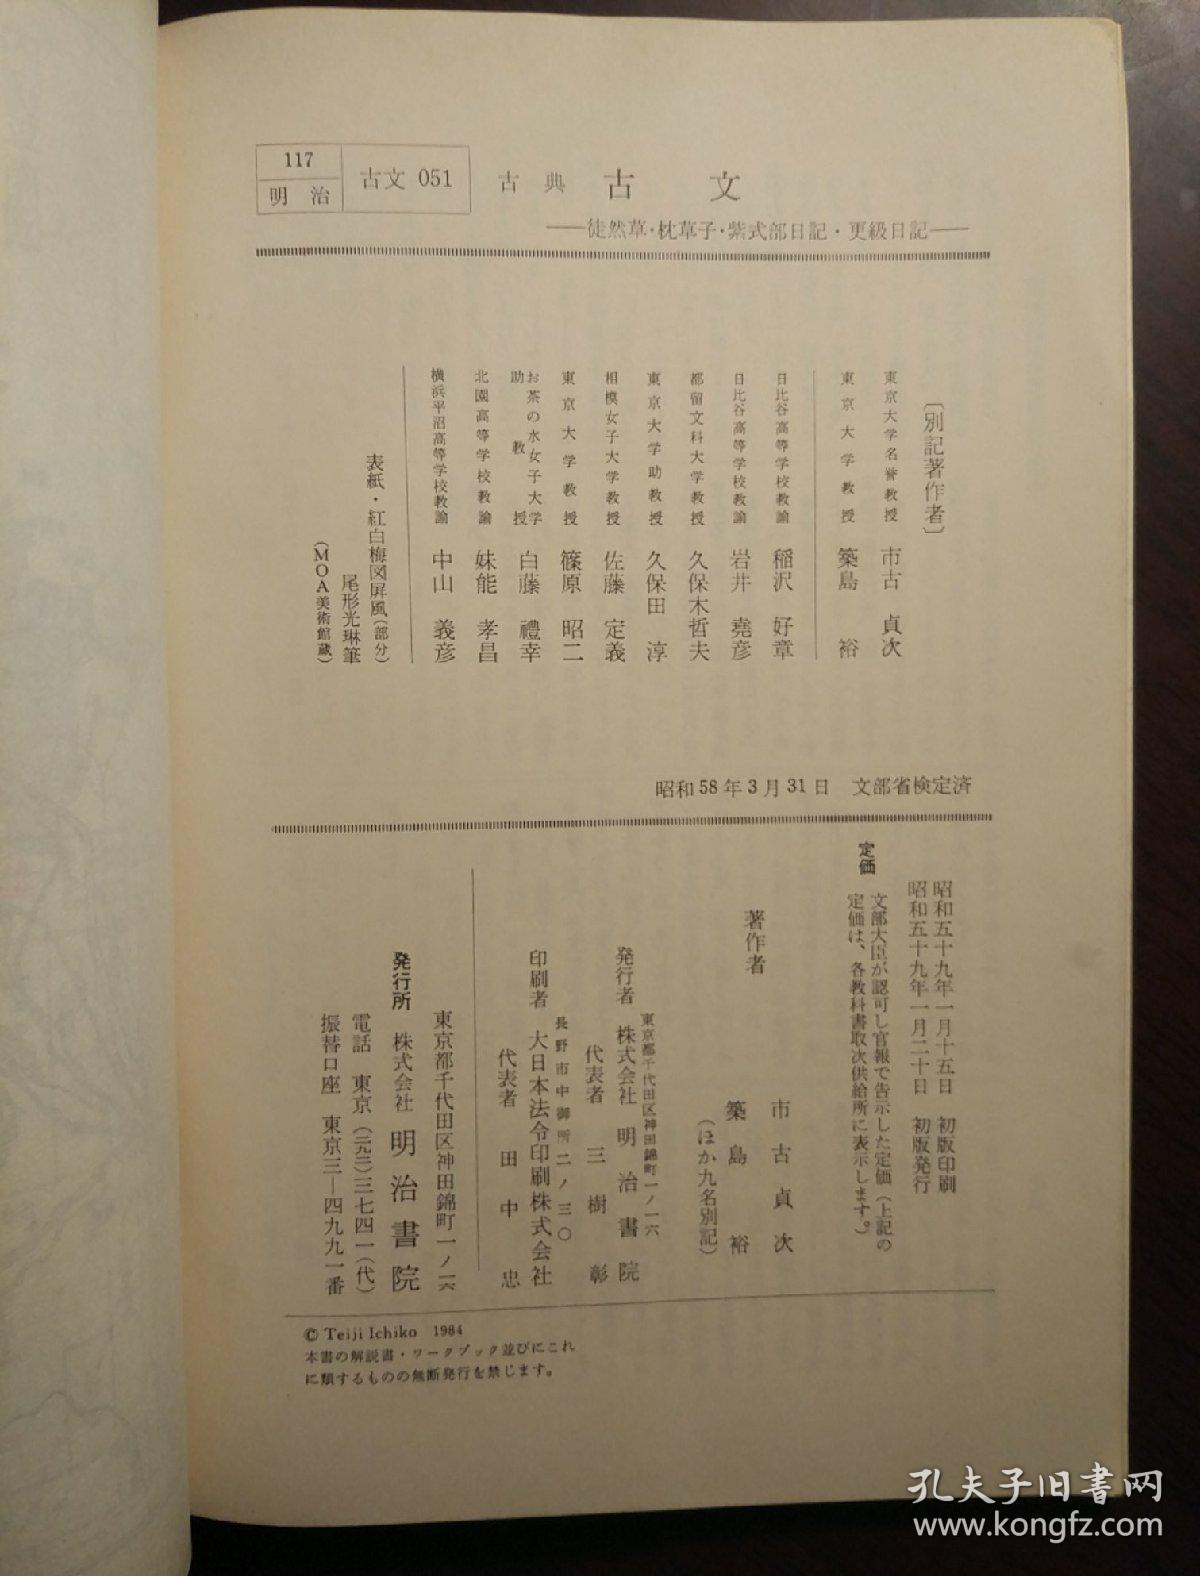 117
明治
古文 051
古典 古文
——徒然草・枕草子・紫式部日記・更級日記——
〔別記著作者〕
東京大学名誉教授 市古 貞次
東京大学教授 築島 裕
日比谷高等学校教諭 稲沢 好章
日比谷高等学校教諭 岩井 堯彦
都留文科大学教授 久保木哲夫
東京大学助教授 久保田 淳
相模女子大学教授 佐藤 定義
東京大学教授 篠原 昭二
お茶の水女子大学助教授 白藤 禮幸
北園高等学校教諭 妹能 孝昌
横浜平沼高等学校教諭 中山 義彦
表紙・紅白梅図屏風(部分)
尾形光琳筆
(MOA美術館蔵)
昭和58年3月31日 文部省検定済
昭和五十九年一月十五日 初版印刷
昭和五十九年一月二十日 初版発行
定価 文部大臣が認可し官報で告示した定価(上記の
定価は、各教科書取次供給所に表示します。)
著作者 市古貞次
築島裕
(ほか九名別記)
東京都千代田区神田錦町一ノ一六
発行者 株式会社 明治書院
代表者 三樹彰
長野市中御所二ノ三〇
印刷者 大日本法令印刷株式会社
代表者 田中忠
東京都千代田区神田錦町一ノ一六
発行所 株式会社 明治書院
電話 東京(二九二)三七四一(代)
振替口座 東京三—四九九一番
© Teiji Ichiko 1984
本書の解説書・ワークブック並びにこれ
に類するものの無断発行を禁じます。
孔夫子旧书网
www.kongfz.com